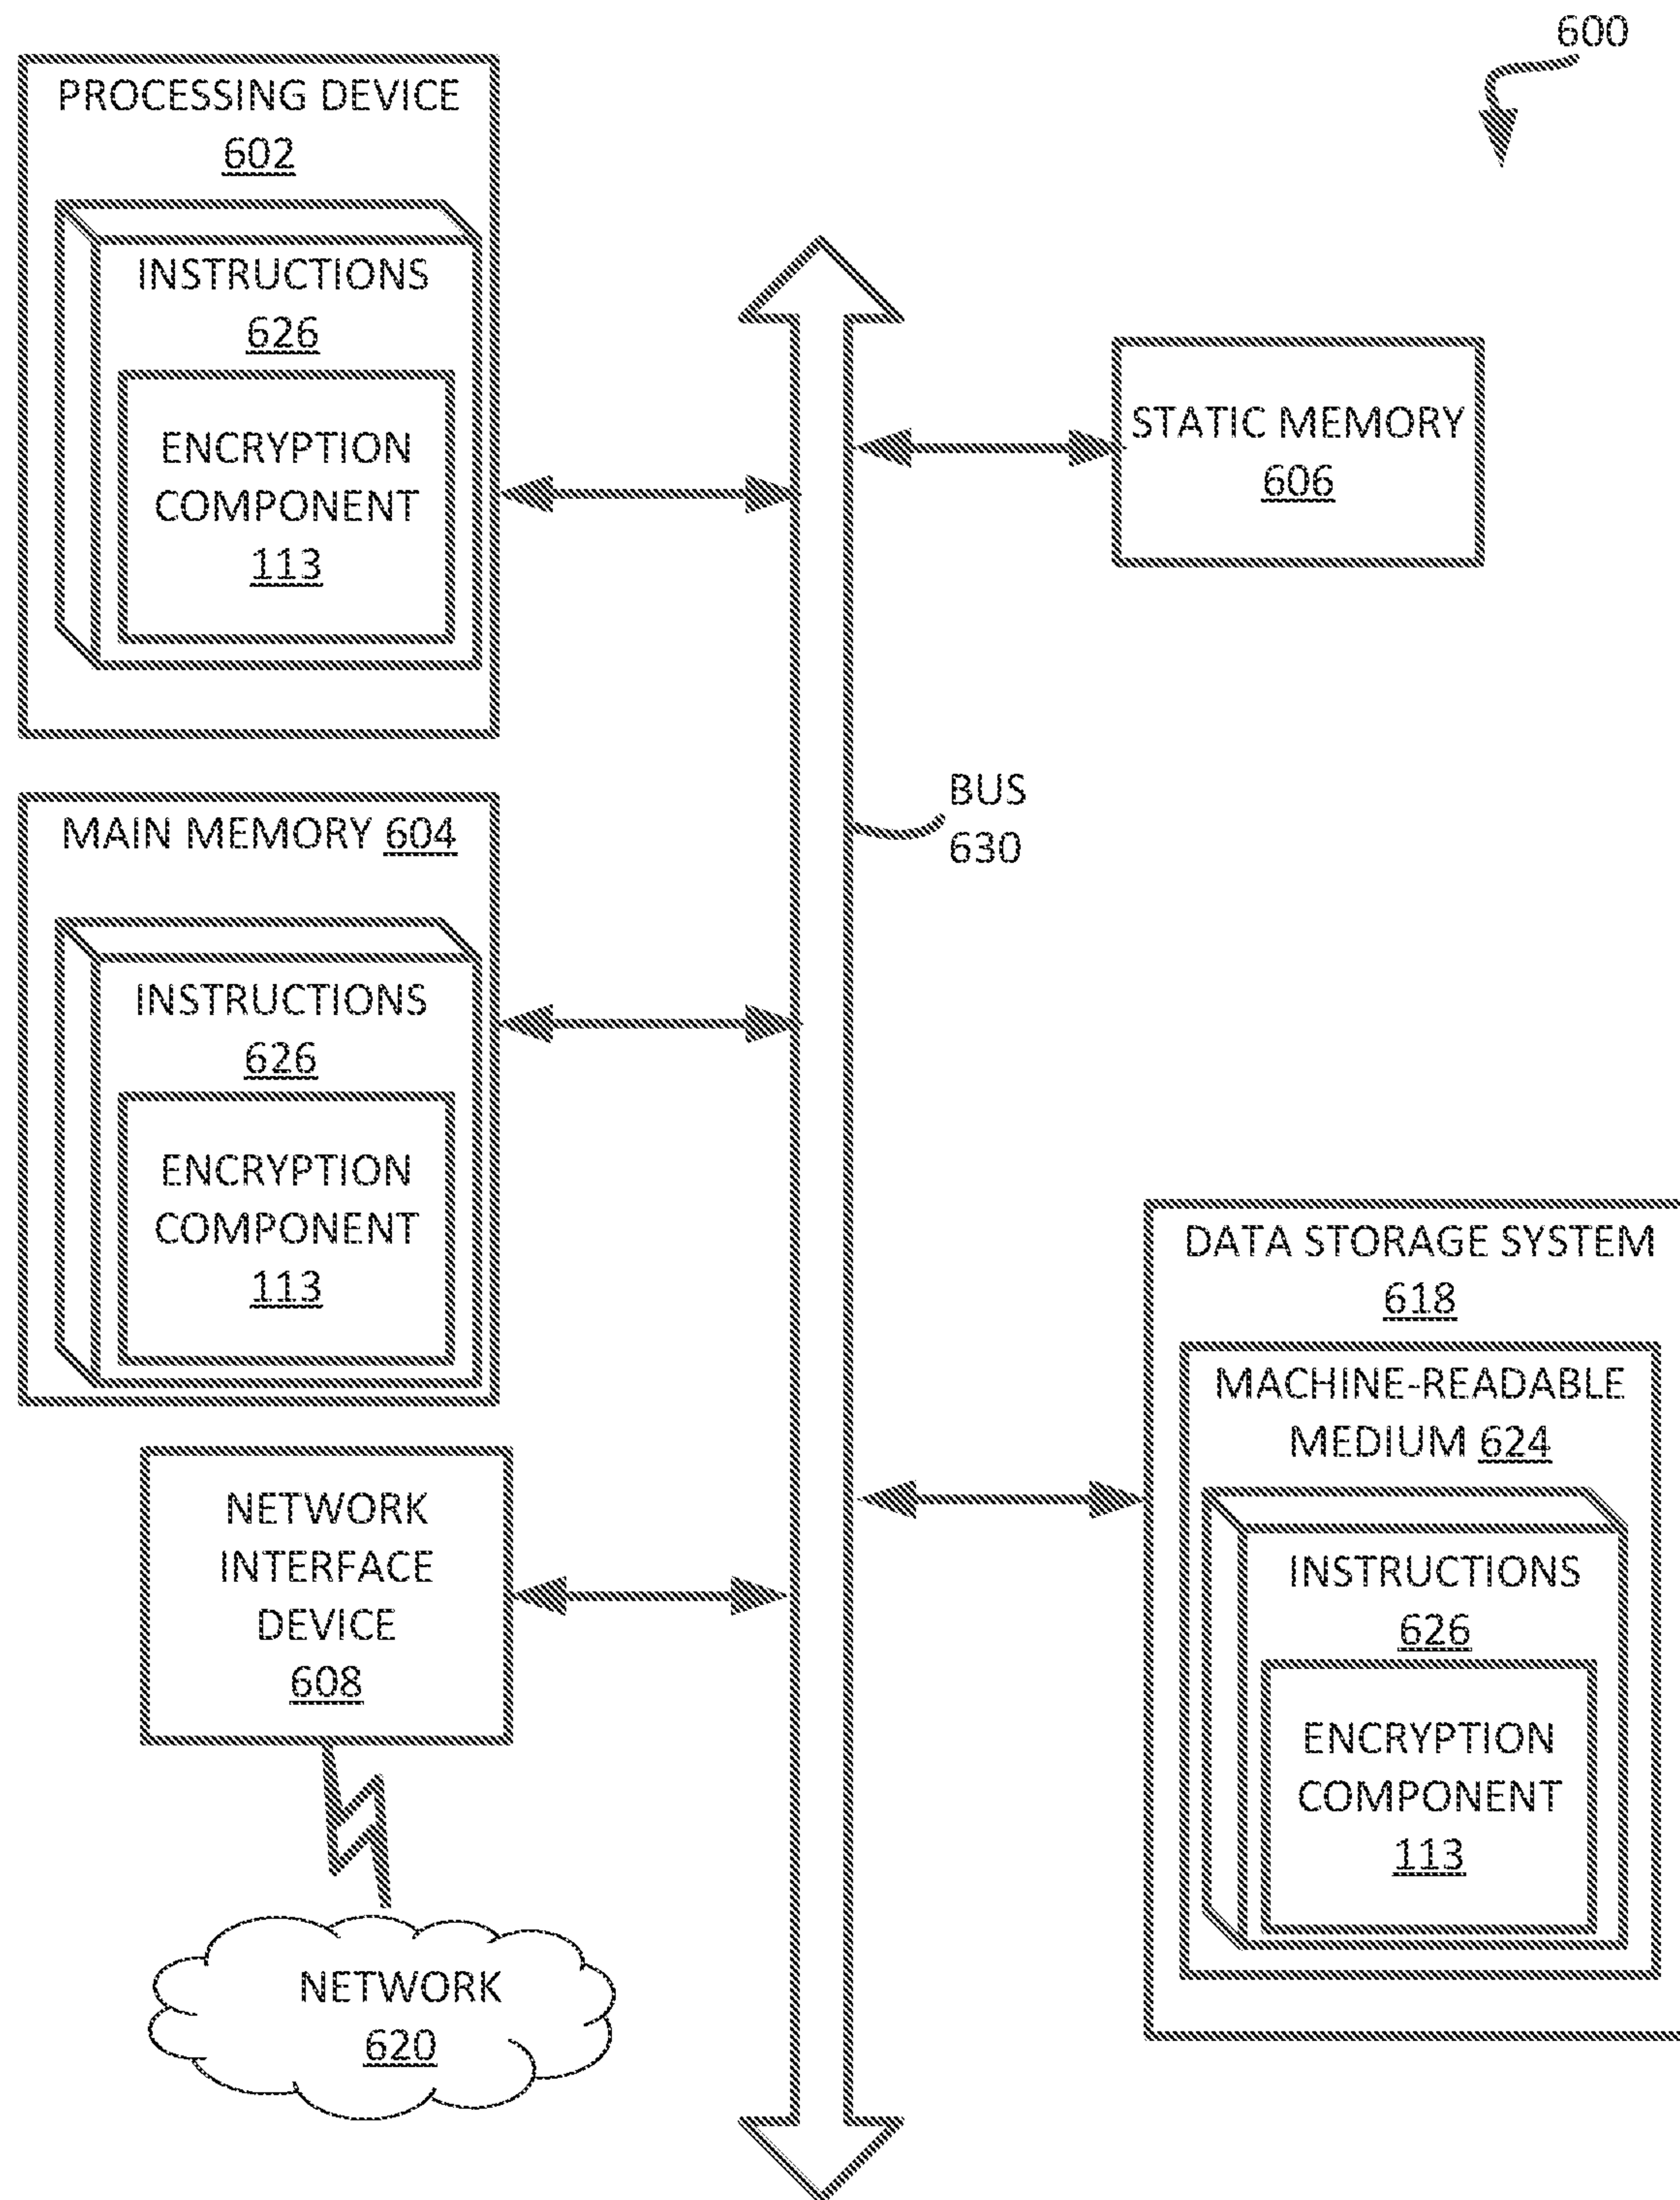 600
PROCESSING DEVICE
602
INSTRUCTIONS
626
ENCRYPTION
COMPONENT
113
STATIC MEMORY
606
BUS
630
MAIN MEMORY 604
INSTRUCTIONS
626
ENCRYPTION
COMPONENT
113
DATA STORAGE SYSTEM
618
MACHINE-READABLE
MEDIUM 624
INSTRUCTIONS
626
ENCRYPTION
COMPONENT
113
NETWORK
INTERFACE
DEVICE
608
NETWORK
620